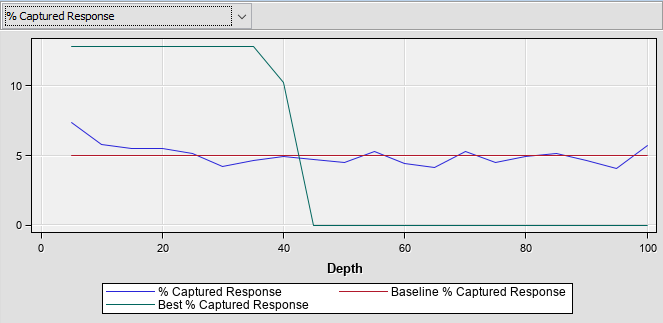 % Captured Response
10
5
0
0 20 40 60 80 100
Depth
% Captured Response Baseline % Captured Response
Best % Captured Response